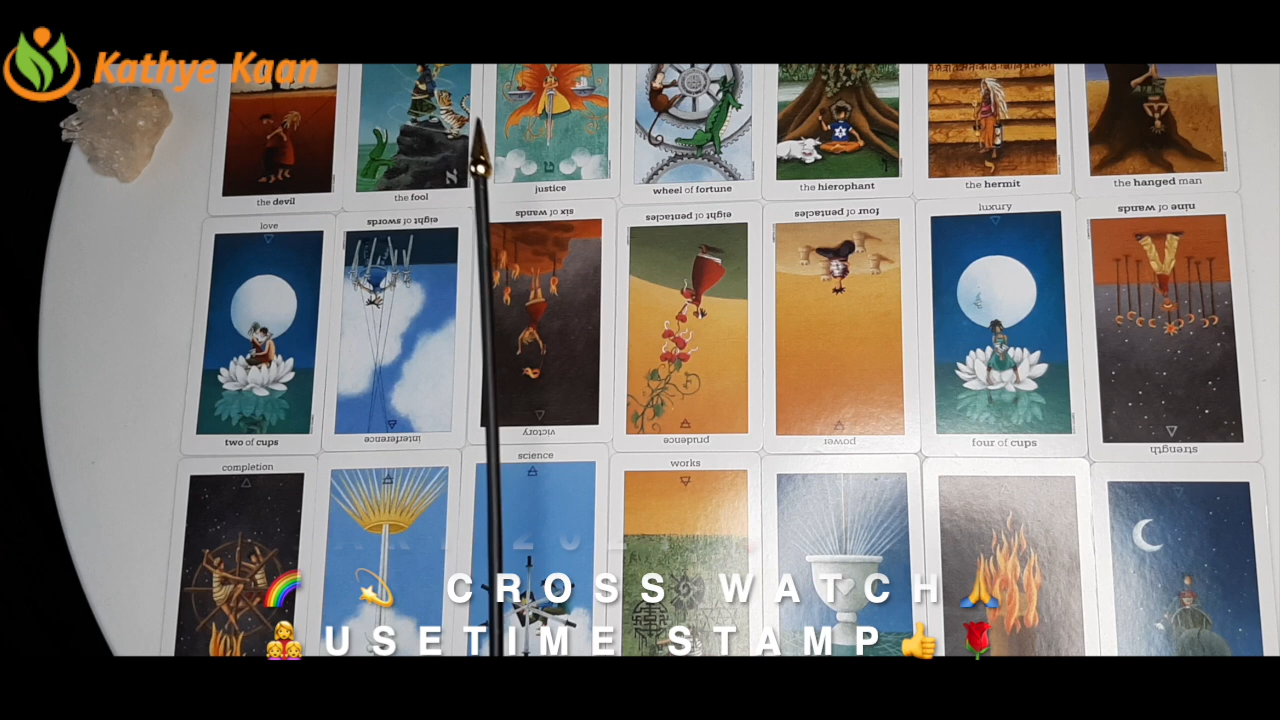 Kathye Kaan
the devil
the fool
justice
wheel of fortune
the hierophant
the hermit
the hanged man
love
eight of swords
six of wands
eight of pentacles
four of pentacles
luxury
nine of wands
two of cups
interference
victory
prudence
power
four of cups
strength
completion
science
works
CROSS WATCH
USETIME STAMP